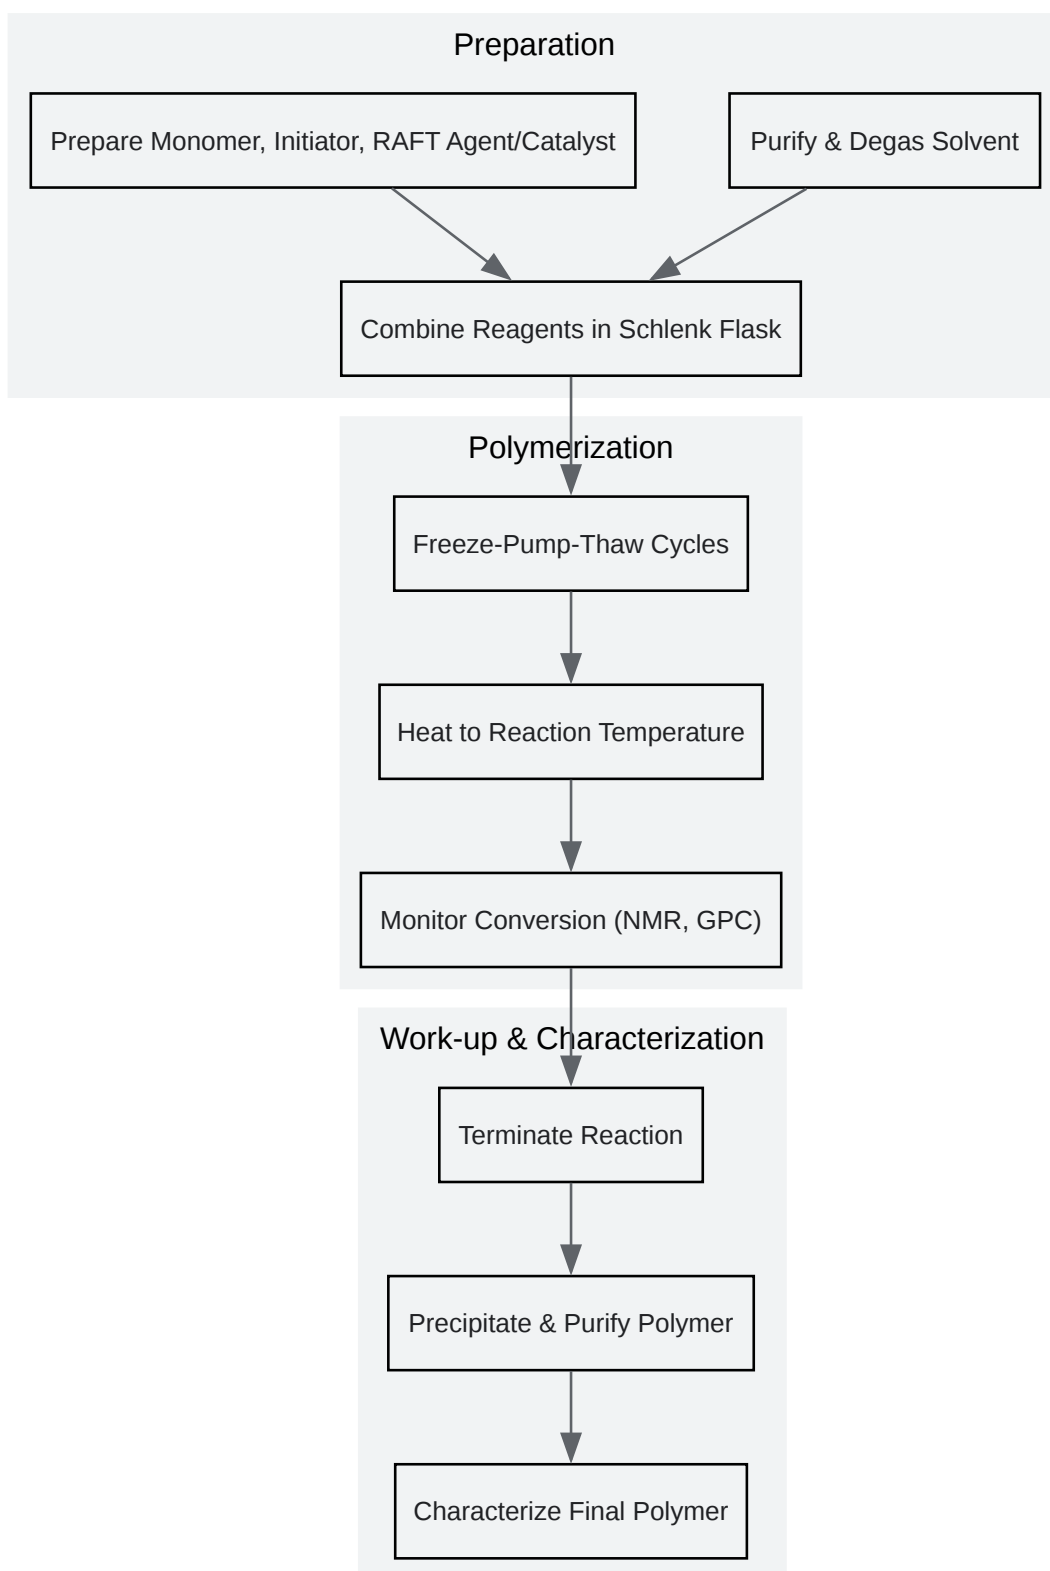 Preparation
Prepare Monomer, Initiator, RAFT Agent/Catalyst
Purify & Degas Solvent
Combine Reagents in Schlenk Flask
Polymerization
Freeze-Pump-Thaw Cycles
Heat to Reaction Temperature
Monitor Conversion (NMR, GPC)
Work-up & Characterization
Terminate Reaction
Precipitate & Purify Polymer
Characterize Final Polymer